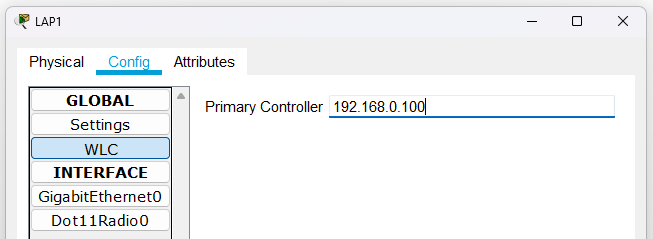 LAP1
Physical Config Attributes
GLOBAL
Settings
WLC
INTERFACE
GigabitEthernet0
Dot11Radio0
Primary Controller 192.168.0.100